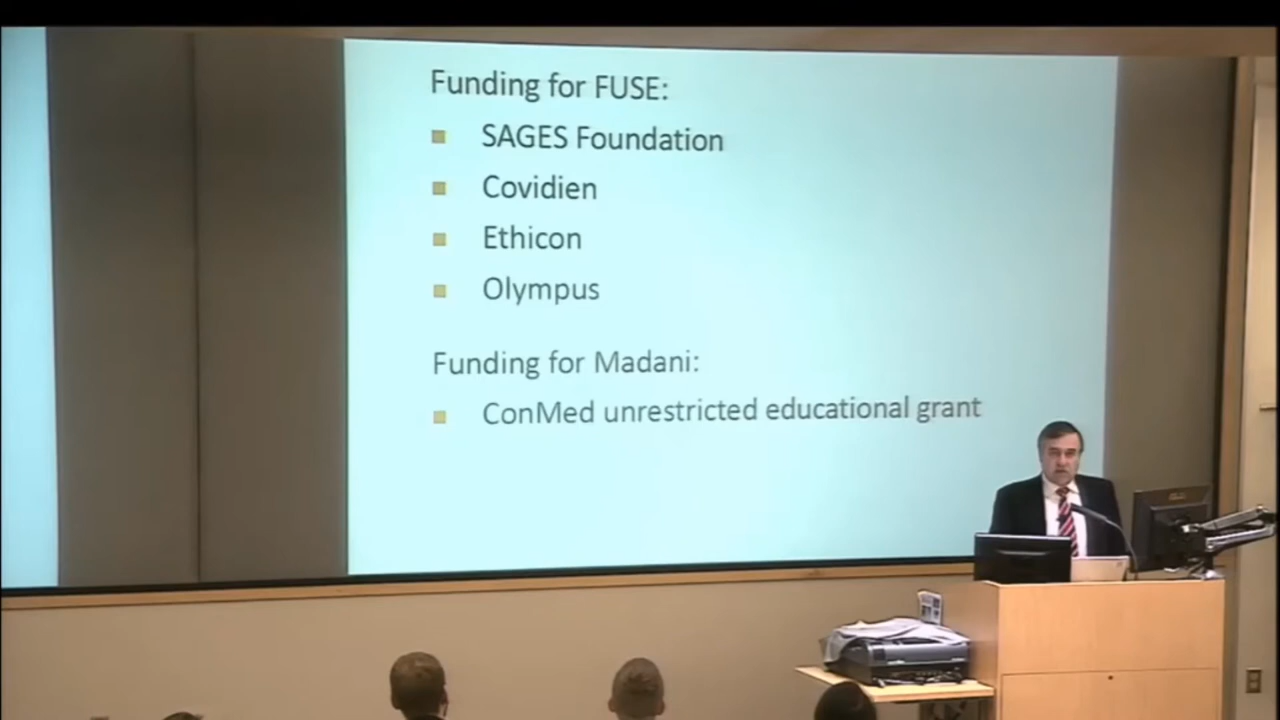 Funding for FUSE:
SAGES Foundation
Covidien
Ethicon
Olympus
Funding for Madani:
ConMed unrestricted educational grant